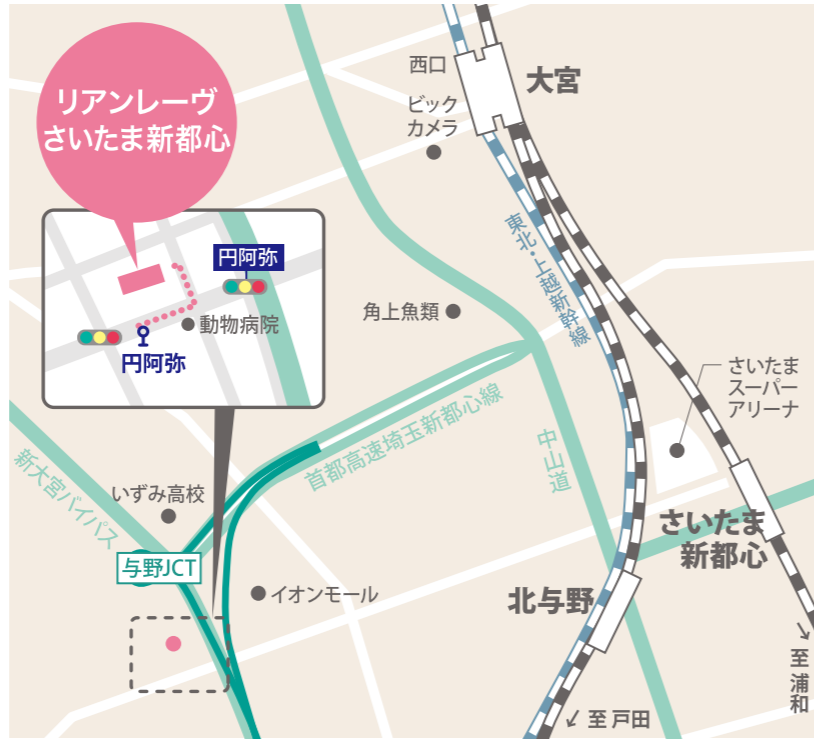 リアンレーヴ
さいたま新都心
西口
大宮
ビック
カメラ
東北・上越新幹線
円阿弥
動物病院
円阿弥
角上魚類
さいたま
スーパー
アリーナ
首都高速埼玉新都心線
中山道
新大宮バイパス
いずみ高校
与野JCT
イオンモール
さいたま
新都心
北与野
↓至浦和
↓至戸田